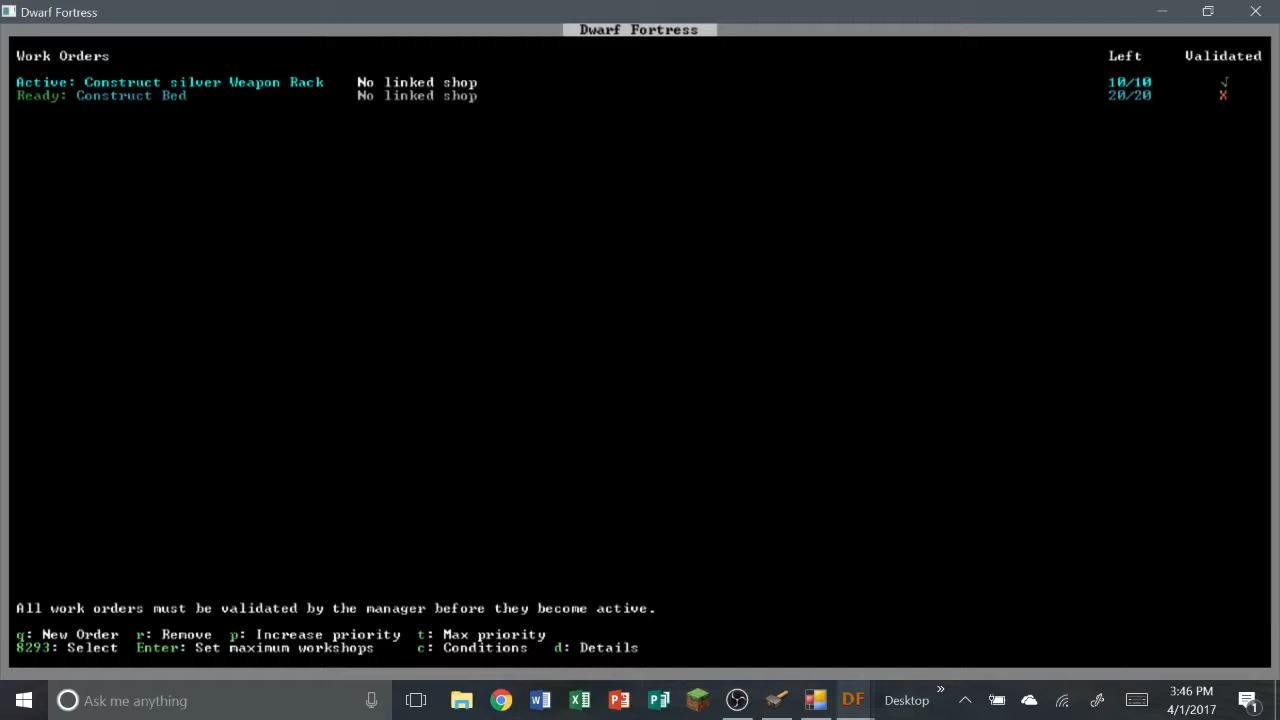 Dwarf Fortress
Dwarf Fortress
Work Orders Left Validated
Active: Construct silver Weapon Rack No linked shop 10/10 √
Ready: Construct Bed No linked shop 20/20 X
All work orders must be validated by the manager before they become active.
q: New Order r: Remove p: Increase priority t: Max priority
8293: Select Enter: Set maximum workshops c: Conditions d: Details
Ask me anything
DF
Desktop
»
3:46 PM
4/1/2017
1